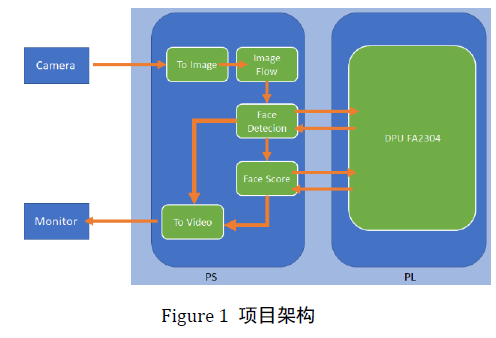 Camera
To Image
Image
Flow
Face
Detecion
DPU FA2304
Face Score
Monitor
To Video
PS
PL
Figure 1 项目架构